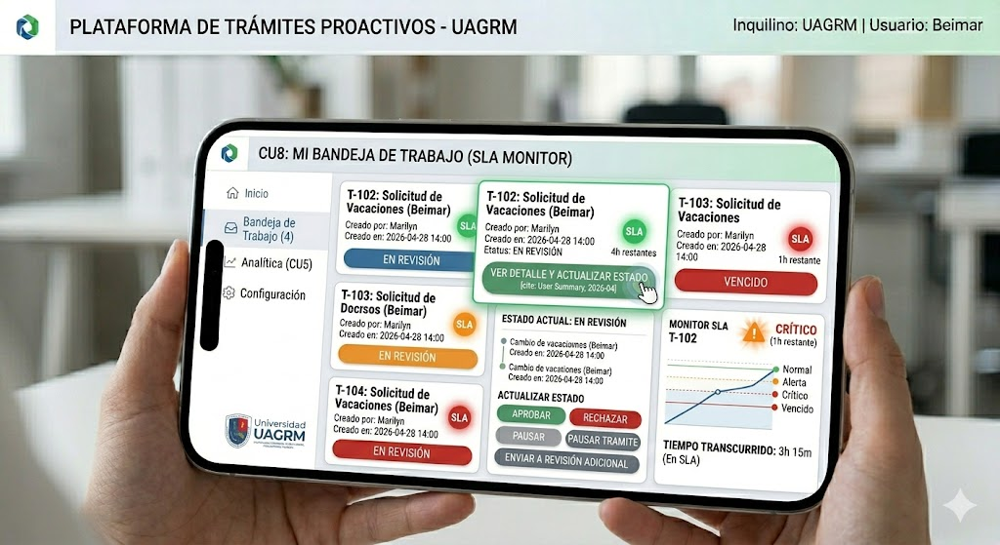 PLATAFORMA DE TRÁMITES PROACTIVOS - UAGRM
Inquilino: UAGRM | Usuario: Beimar
CU8: MI BANDEJA DE TRABAJO (SLA MONITOR)
Inicio
Bandeja de
Trabajo (4)
Analítica (CU5)
Configuración
Universidad
UAGRM
T-102: Solicitud de
Vacaciones (Beimar)
Creado por: Marilyn
Creado en: 2026-04-28 14:00
SLA
EN REVISIÓN
T-103: Solicitud de
Docrsos (Beimar)
Creado por: Marilyn
Creado en: 2026-04-28 14:00
SLA
EN REVISIÓN
T-104: Solicitud de
Vacaciones (Beimar)
Creado por: Marilyn
Creado en: 2026-04-28 14:00
SLA
EN REVISIÓN
T-102: Solicitud de
Vacaciones (Beimar)
Creado por: Marilyn
Creado en: 2026-04-28 14:00
Etatus: EN REVISIÓN
SLA
4h restantes
VER DETALLE Y ACTUALIZAR ESTADO
[cite: User Summary, 2026-04]
ESTADO ACTUAL: EN REVISIÓN
Cambio de vacaciownes (Beimar)
Creado en: 2026-04-28 14:00
Cambio de vacations (Beimar)
Creado en: 2026-04-28 14:00
ACTUALIZAR ESTADO
APROBAR
RECHAZAR
PAUSAR
PAUSAR TRAMITE
ENVIAR A REVISIÓN ADICIONAL
T-103: Solicitud de
Vacaciones
Creado por: Marilyn
Creado en: 2026-04-28
14:00
SLA
1h restante
VENCIDO
MONITOR SLA
T-102
CRÍTICO
(1h restante)
Normal
Alerta
Crítico
Vencido
TIEMPO TRANSCURRIDO: 3h 15m
(En SLA)